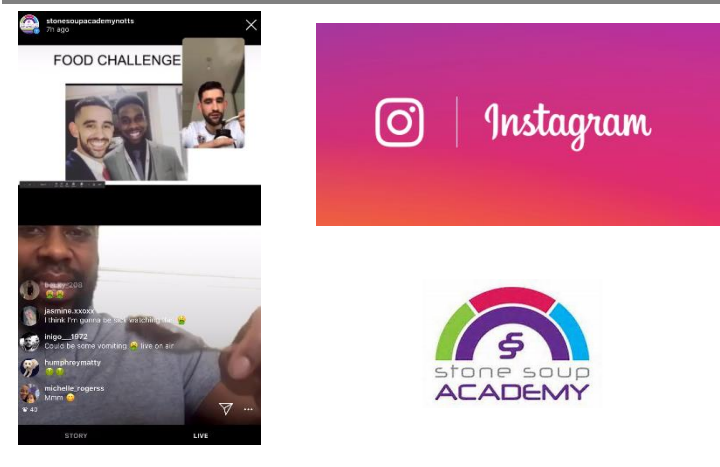 stonesoupacademynotts
7h ago
FOOD CHALLENGE
jasmine.xoxoxx
I think I'm gonna be sick watching
inigo__1972
Could be some vomiting 🤮 live on air
humphreymatty
🤢🤢
michelle_rogerss
Mmm 😋
40
STORY
LIVE
Instagram
stone soup
ACADEMY